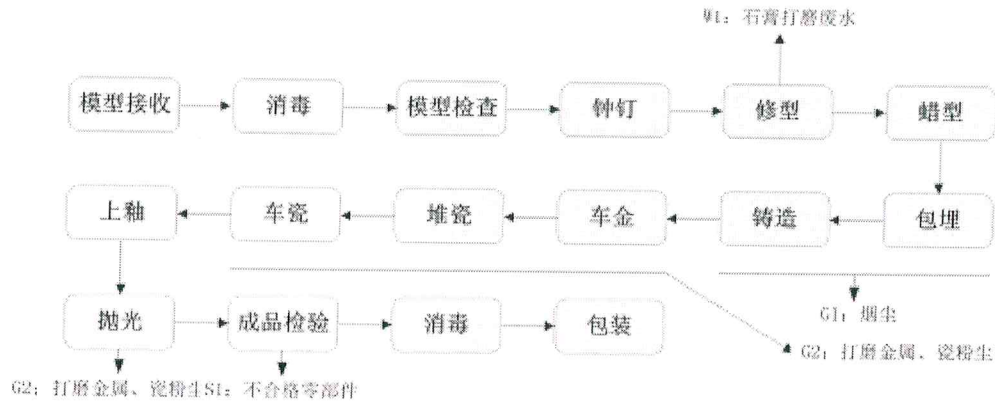 W1：石膏打磨废水
模型接收
消毒
模型检查
钟钉
修型
蜡型
上釉
车瓷
堆瓷
车金
铸造
包埋
抛光
成品检验
消毒
包装
G1：烟尘
G2：打磨金属、瓷粉尘
G2：打磨金属、瓷粉尘
S1：不合格零部件